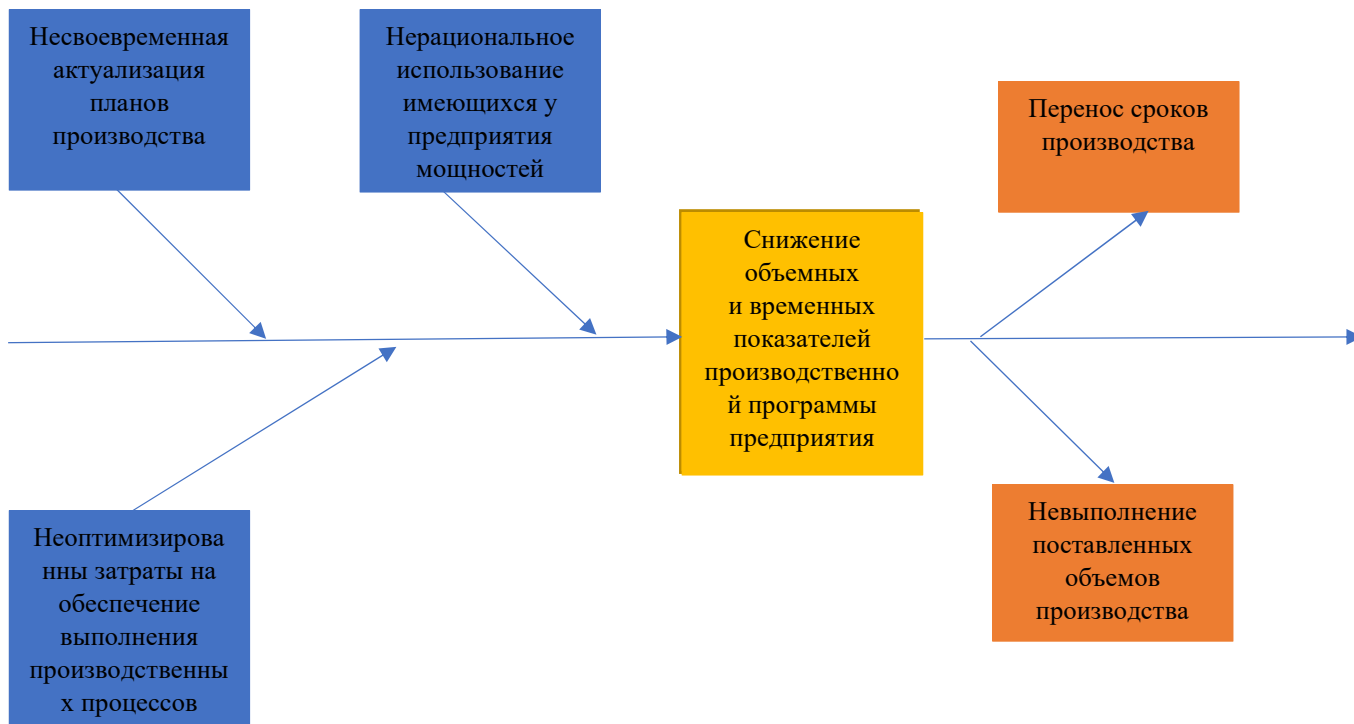 Несвоевременная
актуализация
планов
производства
Нерациональное
использование
имеющихся у
предприятия
мощностей
Перенос сроков
производства
Снижение
объемных
и временных
показателей
производственно
й программы
предприятия
Неоптимизирова
нны затраты на
обеспечение
выполнения
производственны
х процессов
Невыполнение
поставленных
объемов
производства